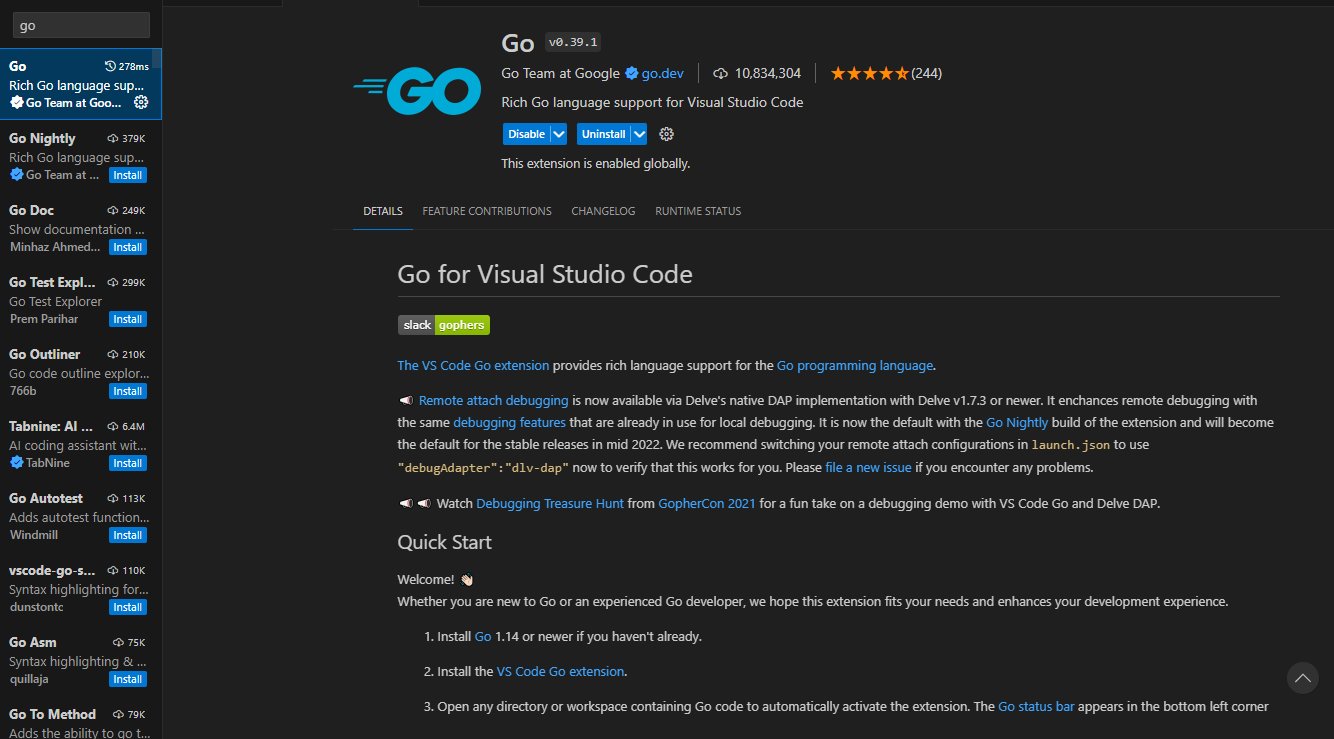 go
Go 278ms
Rich Go language sup...
Go Team at Goo...
Go Nightly 379K
Rich Go language sup...
Go Team at ... Install
Go Doc 249K
Show documentation ...
Minhaz Ahmed... Install
Go Test Expl... 299K
Go Test Explorer
Prem Parihar Install
Go Outliner 210K
Go code outline explor...
766b Install
Tabnine: AI ... 6.4M
AI coding assistant wit...
TabNine Install
Go Autotest 113K
Adds autotest function...
Windmill Install
vscode-go-s... 110K
Syntax highlighting for...
dunstontc Install
Go Asm 75K
Syntax highlighting & ...
quillaja Install
Go To Method 79K
Adds the ability to go t...
GO
Go v0.39.1
Go Team at Google go.dev 10,834,304 (244)
Rich Go language support for Visual Studio Code
Disable Uninstall
This extension is enabled globally.
DETAILS FEATURE CONTRIBUTIONS CHANGELOG RUNTIME STATUS
Go for Visual Studio Code
slack gophers
The VS Code Go extension provides rich language support for the Go programming language.
Remote attach debugging is now available via Delve's native DAP implementation with Delve v1.7.3 or newer. It enchances remote debugging with
the same debugging features that are already in use for local debugging. It is now the default with the Go Nightly build of the extension and will become
the default for the stable releases in mid 2022. We recommend switching your remote attach configurations in launch.json to use
"debugAdapter":"dlv-dap" now to verify that this works for you. Please file a new issue if you encounter any problems.
Watch Debugging Treasure Hunt from GopherCon 2021 for a fun take on a debugging demo with VS Code Go and Delve DAP.
Quick Start
Welcome! 👋🏻
Whether you are new to Go or an experienced Go developer, we hope this extension fits your needs and enhances your development experience.
1. Install Go 1.14 or newer if you haven't already.
2. Install the VS Code Go extension.
3. Open any directory or workspace containing Go code to automatically activate the extension. The Go status bar appears in the bottom left corner